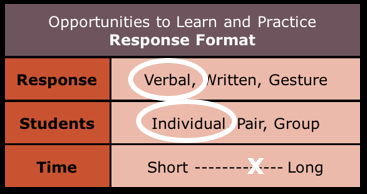 Opportunities to Learn and Practice
Response Format
Response Verbal, Written, Gesture
Students Individual, Pair, Group
Time Short --------X--- Long